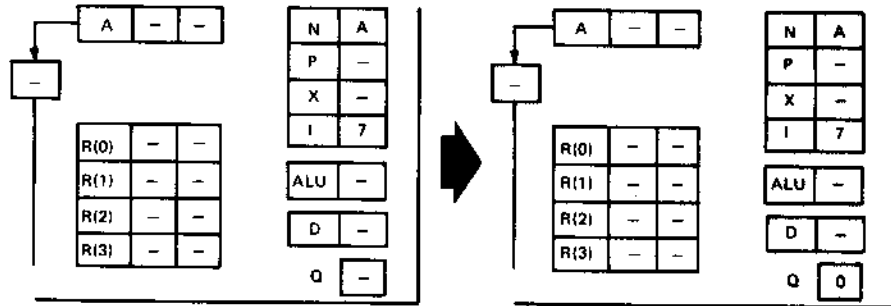 A – –
–
N A
P –
X –
I 7
R(0) – –
R(1) – –
R(2) – –
R(3) – –
ALU –
D –
Q –
A – –
–
N A
P –
X –
I 7
R(0) – –
R(1) – –
R(2) – –
R(3) – –
ALU –
D –
Q 0